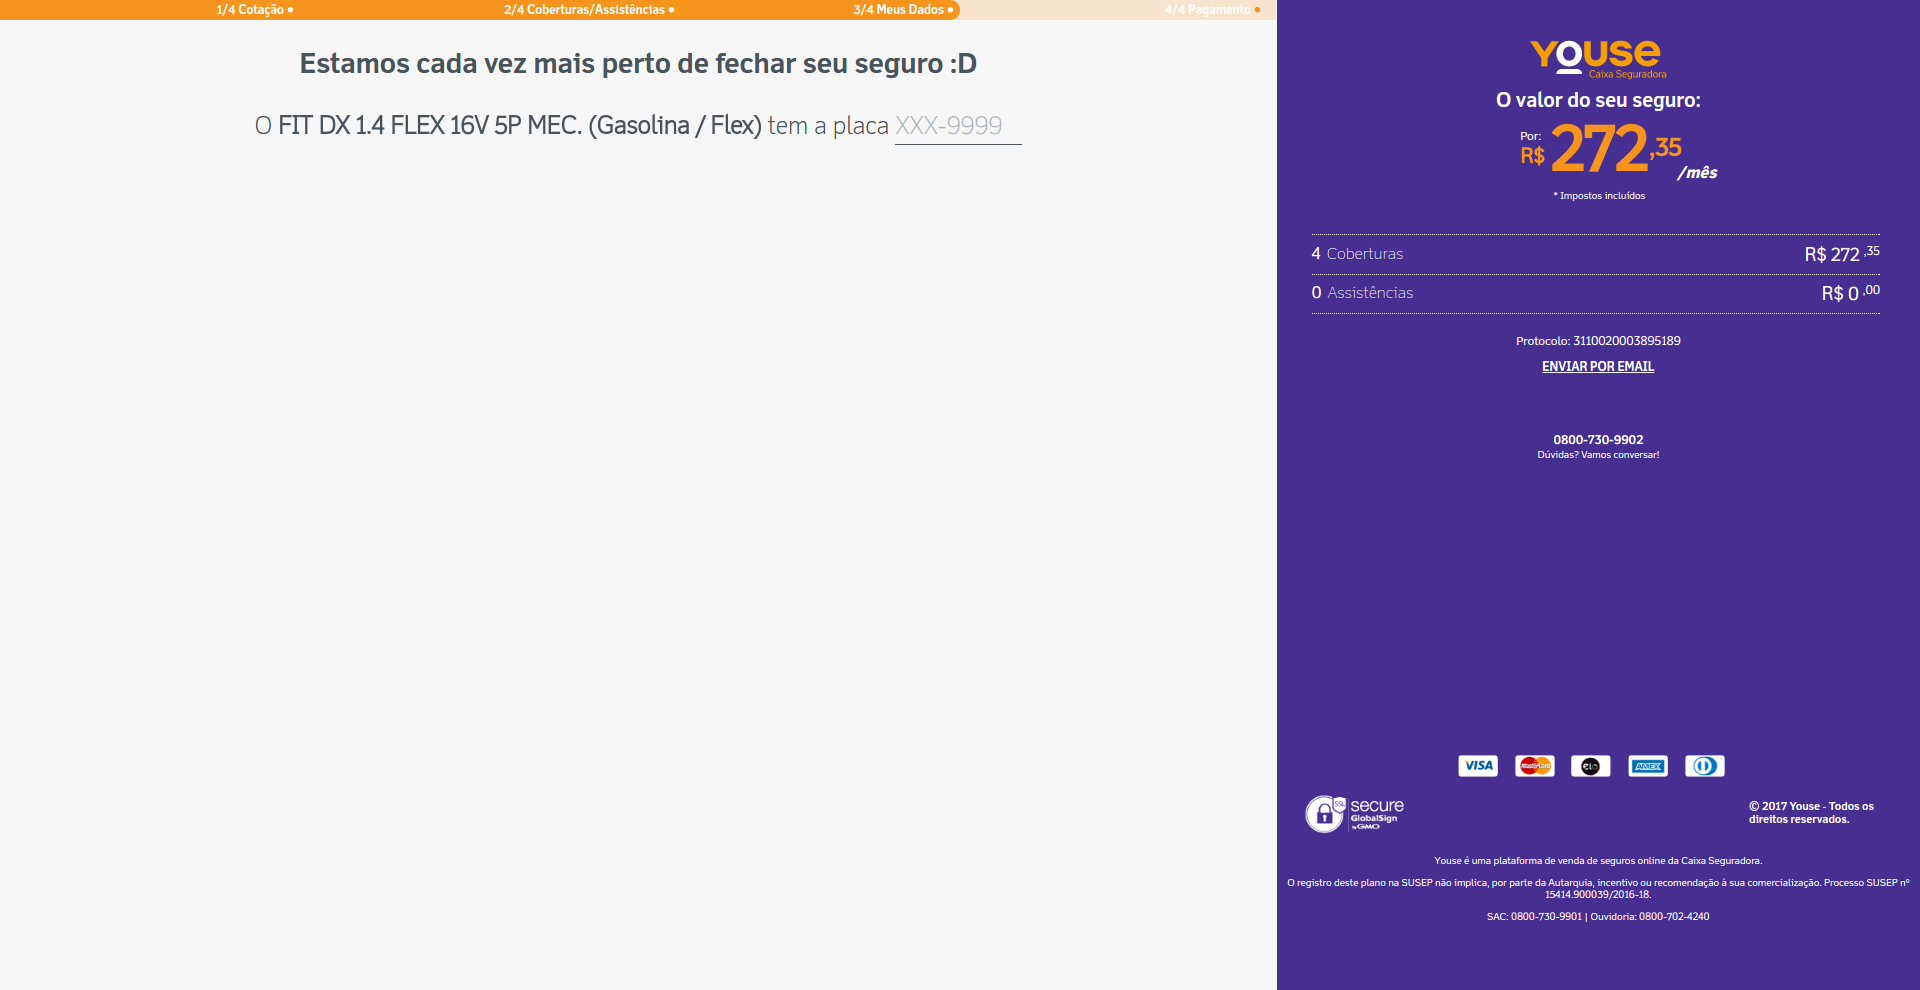 1/4 Cotação
2/4 Coberturas/Assistências
3/4 Meus Dados
4/4 Pagamento
Estamos cada vez mais perto de fechar seu seguro :D
O FIT DX 1.4 FLEX 16V 5P MEC. (Gasolina / Flex) tem a placa XXX-9999
Youse
Caixa Seguradora
O valor do seu seguro:
Por:
R$ 272,35
/mês
* Impostos incluídos
4 Coberturas R$ 272 ,35
0 Assistências R$ 0 ,00
Protocolo: 3110020003895189
ENVIAR POR EMAIL
0800-730-9902
Dúvidas? Vamos conversar!
VISA MasterCard elo AMEX
SSL
secure
GlobalSign
by GMO
© 2017 Youse - Todos os
direitos reservados.
Youse é uma plataforma de venda de seguros online da Caixa Seguradora.
O registro deste plano na SUSEP não implica, por parte da Autarquia, incentivo ou recomendação à sua comercialização. Processo SUSEP nº
15414.900039/2016-18.
SAC: 0800-730-9901 | Ouvidoria: 0800-702-4240